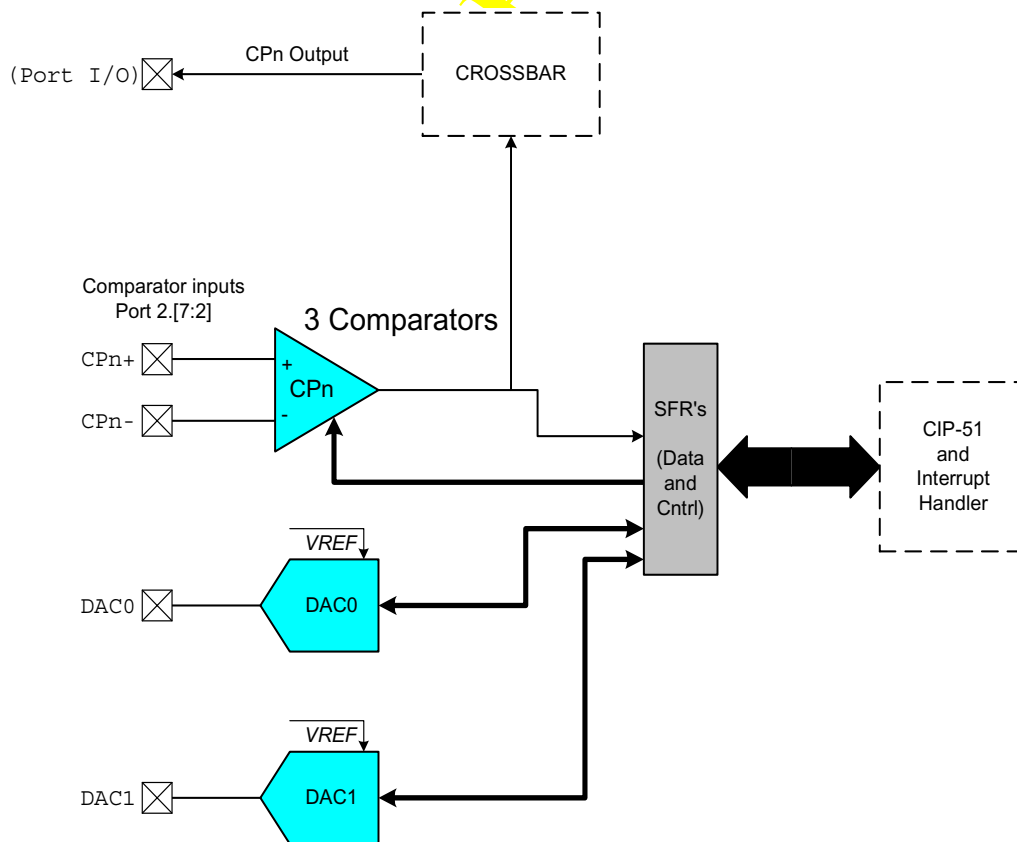 CPn Output
(Port I/O)
CROSSBAR
Comparator inputs
Port 2.[7:2]
3 Comparators
CPn+
+
CPn
CPn-
-
SFR's
(Data
and
Cntrl)
CIP-51
and
Interrupt
Handler
VREF
DAC0
DAC0
VREF
DAC1
DAC1